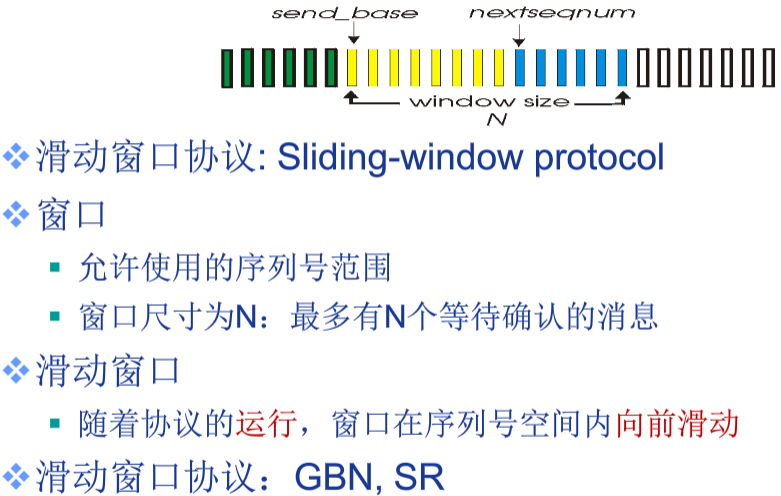 send_base nextseqnum
window size
N
滑动窗口协议: Sliding-window protocol
窗口
允许使用的序列号范围
窗口尺寸为N：最多有N个等待确认的消息
滑动窗口
随着协议的运行，窗口在序列号空间内向前滑动
滑动窗口协议：GBN, SR